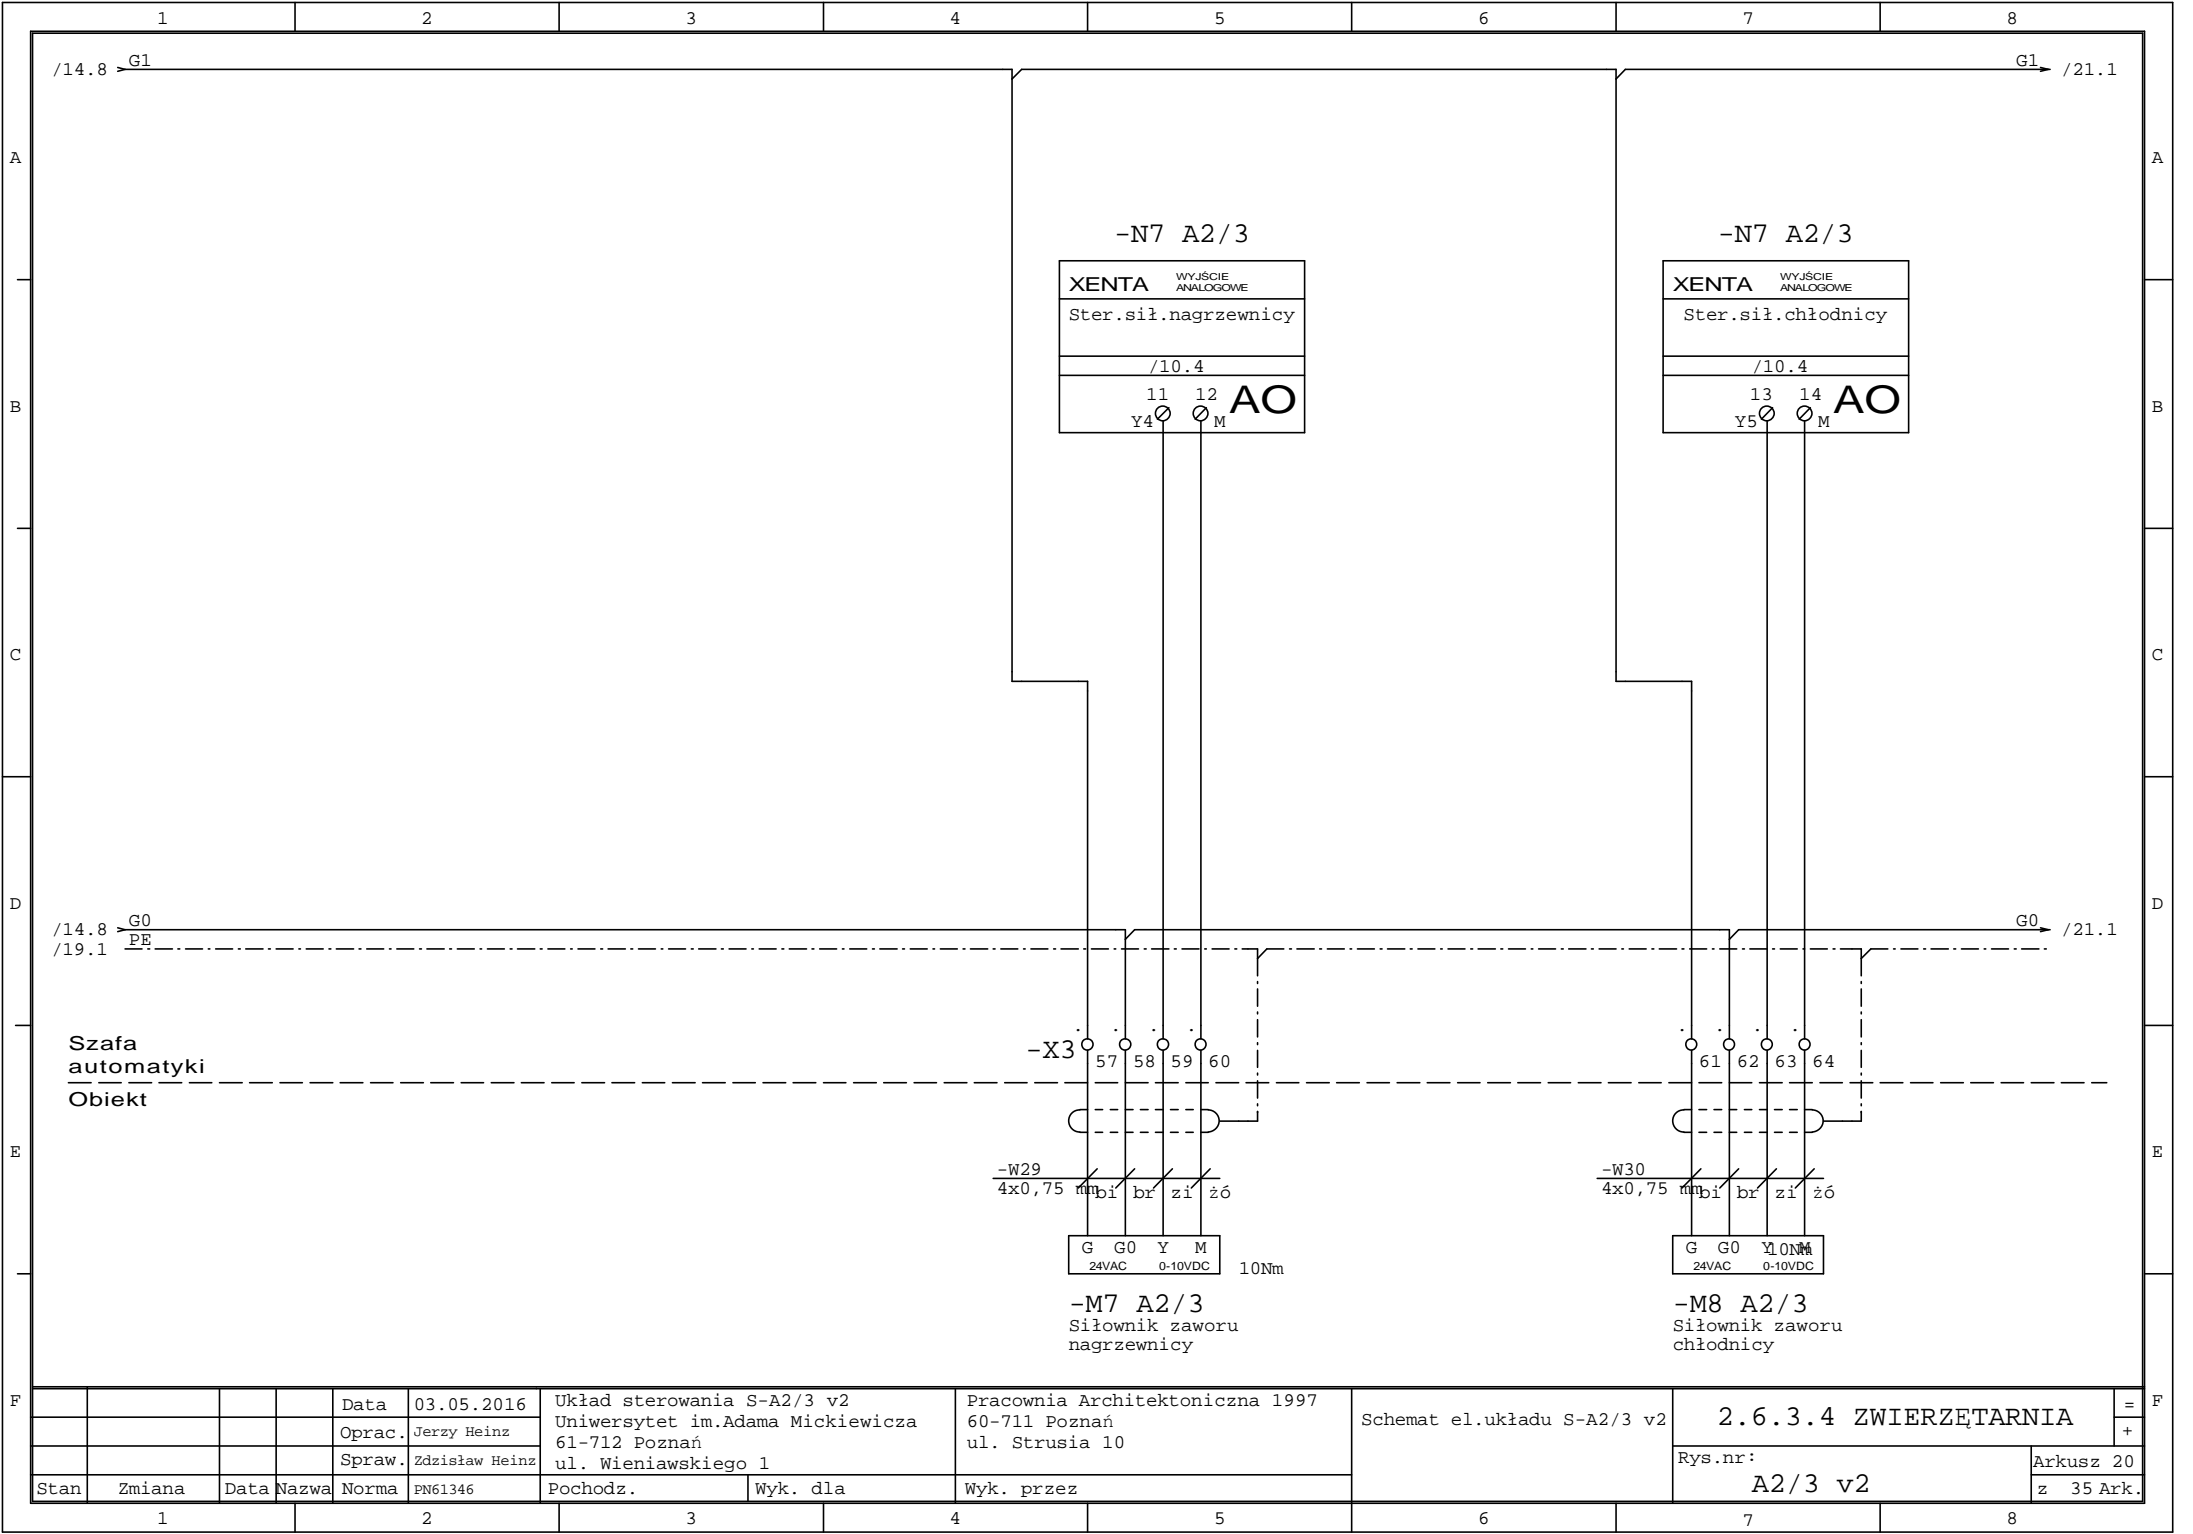 1 2 3 4 5 6 7 8
/14.8 G1 G1 /21.1
A A
-N7 A2/3 -N7 A2/3
XENTA WYJŚCIE ANALOGOWE XENTA WYJŚCIE ANALOGOWE
Ster.sił.nagrzewnicy Ster.sił.chłodnicy
/10.4 /10.4
11 12 AO 13 14 AO
B B
Y4 M Y5 M
C C
D D
/14.8 G0 G0 /21.1
/19.1 PE
Szafa
automatyki
-X3 57 58 59 60 61 62 63 64
Obiekt
E E
-W29 -W30
4x0,75 mm bi br zi żó 4x0,75 mm bi br zi żó
G G0 Y M G G0 Y M
24VAC 0-10VDC 10Nm 24VAC 0-10VDC 10Nm
-M7 A2/3 -M8 A2/3
Siłownik zaworu Siłownik zaworu
nagrzewnicy chłodnicy
F F
Data 03.05.2016
Oprac. Jerzy Heinz
Spraw. Zdzisław Heinz
Stan Zmiana Data Nazwa Norma PN61346
Układ sterowania S-A2/3 v2
Uniwersytet im.Adama Mickiewicza
61-712 Poznań
ul. Wieniawskiego 1
Pochodz. Wyk. dla
Pracownia Architektoniczna 1997
60-711 Poznań
ul. Strusia 10
Wyk. przez
Schemat el.układu S-A2/3 v2
2.6.3.4 ZWIERZĘTARNIA
=
+
Rys.nr:
A2/3 v2
Arkusz 20
z 35 Ark.
1 2 3 4 5 6 7 8